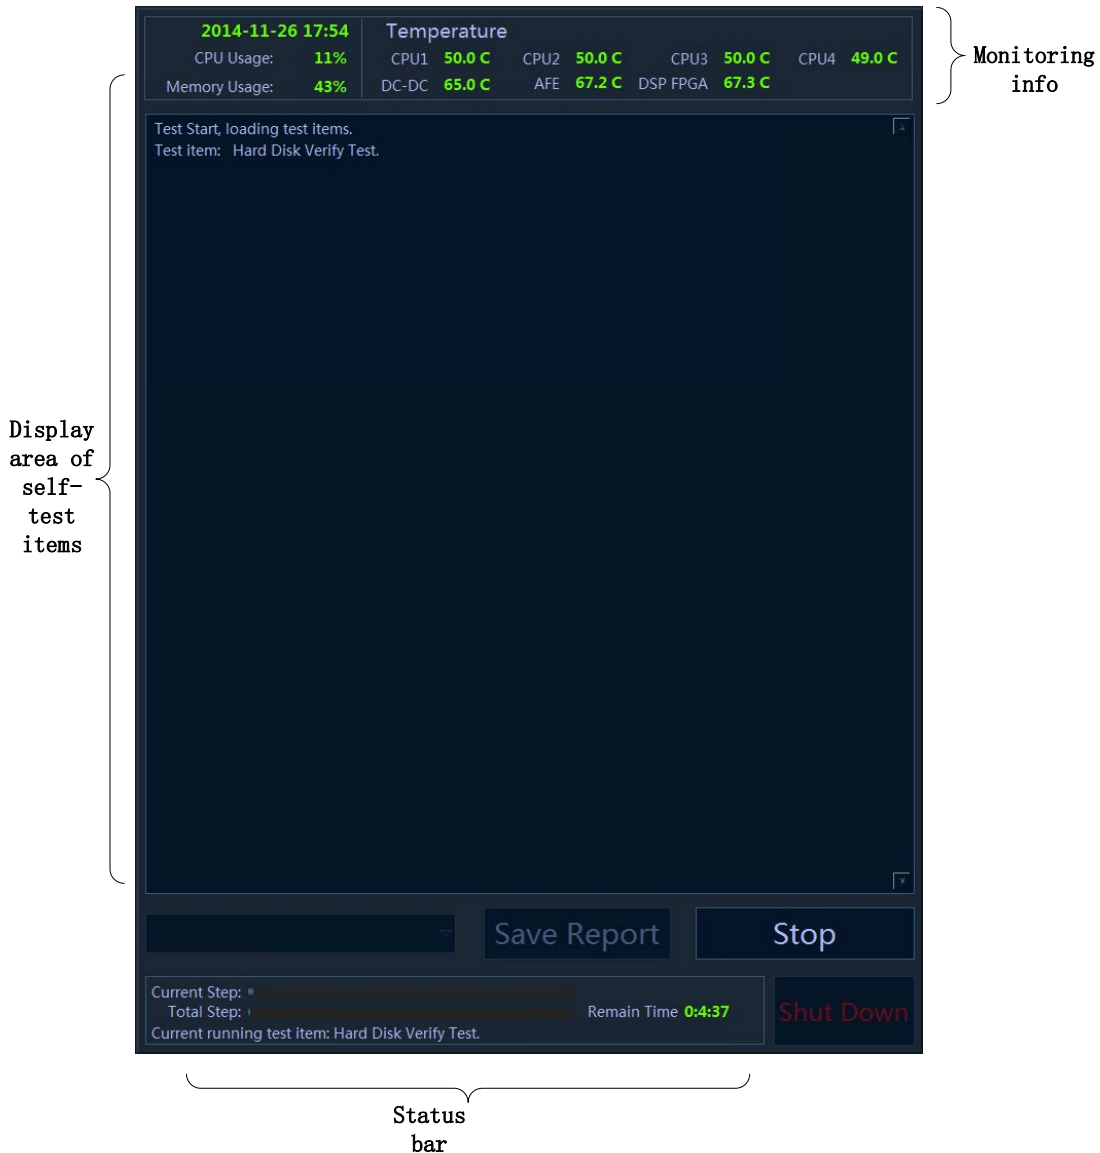 2014-11-26 17:54
CPU Usage: 11%
Memory Usage: 43%
Temperature
CPU1 50.0 C CPU2 50.0 C CPU3 50.0 C CPU4 49.0 C
DC-DC 65.0 C AFE 67.2 C DSP FPGA 67.3 C
Monitoring
info
Test Start, loading test items.
Test item: Hard Disk Verify Test.
Display
area of
self-
test
items
Save Report
Stop
Current Step:
Total Step:
Remain Time 0:4:37
Current running test item: Hard Disk Verify Test.
Shut Down
Status
bar